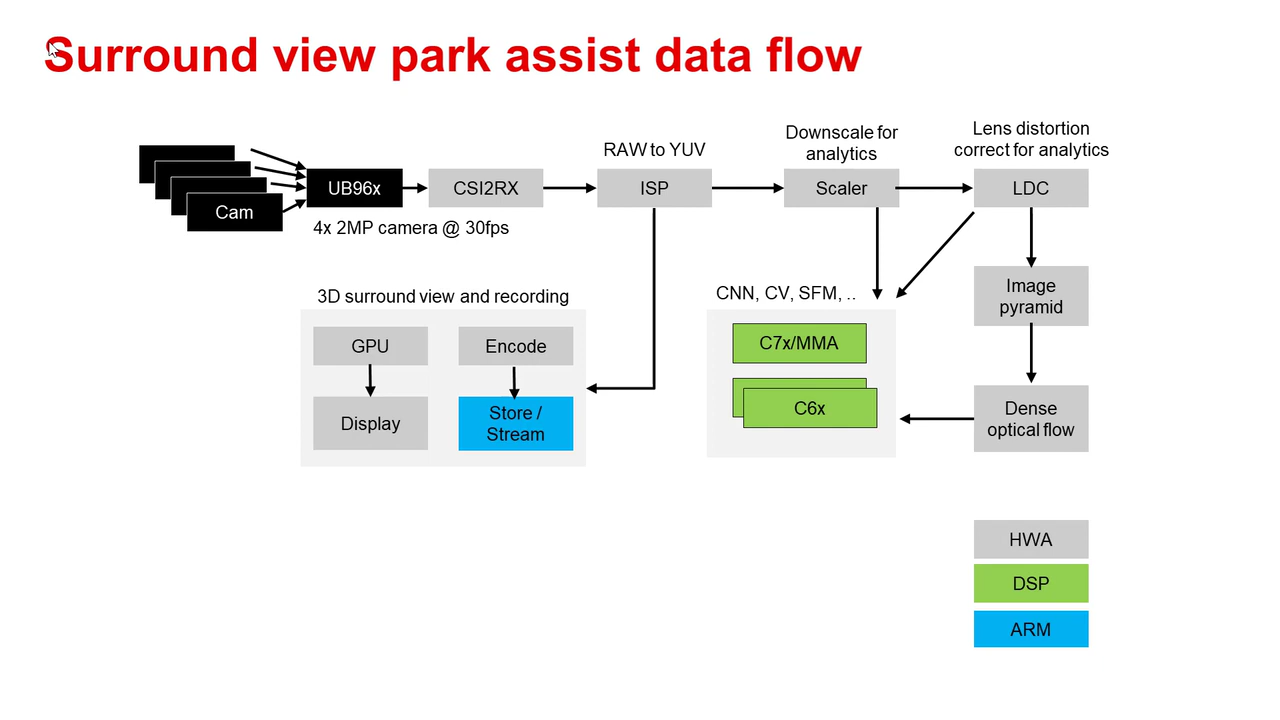 Surround view park assist data flow
Downscale for
analytics
Lens distortion
correct for analytics
RAW to YUV
Cam
UB96x
CSI2RX
ISP
Scaler
LDC
4x 2MP camera @ 30fps
3D surround view and recording
CNN, CV, SFM, ..
Image
pyramid
GPU
Encode
C7x/MMA
Display
Store /
Stream
C6x
Dense
optical flow
HWA
DSP
ARM